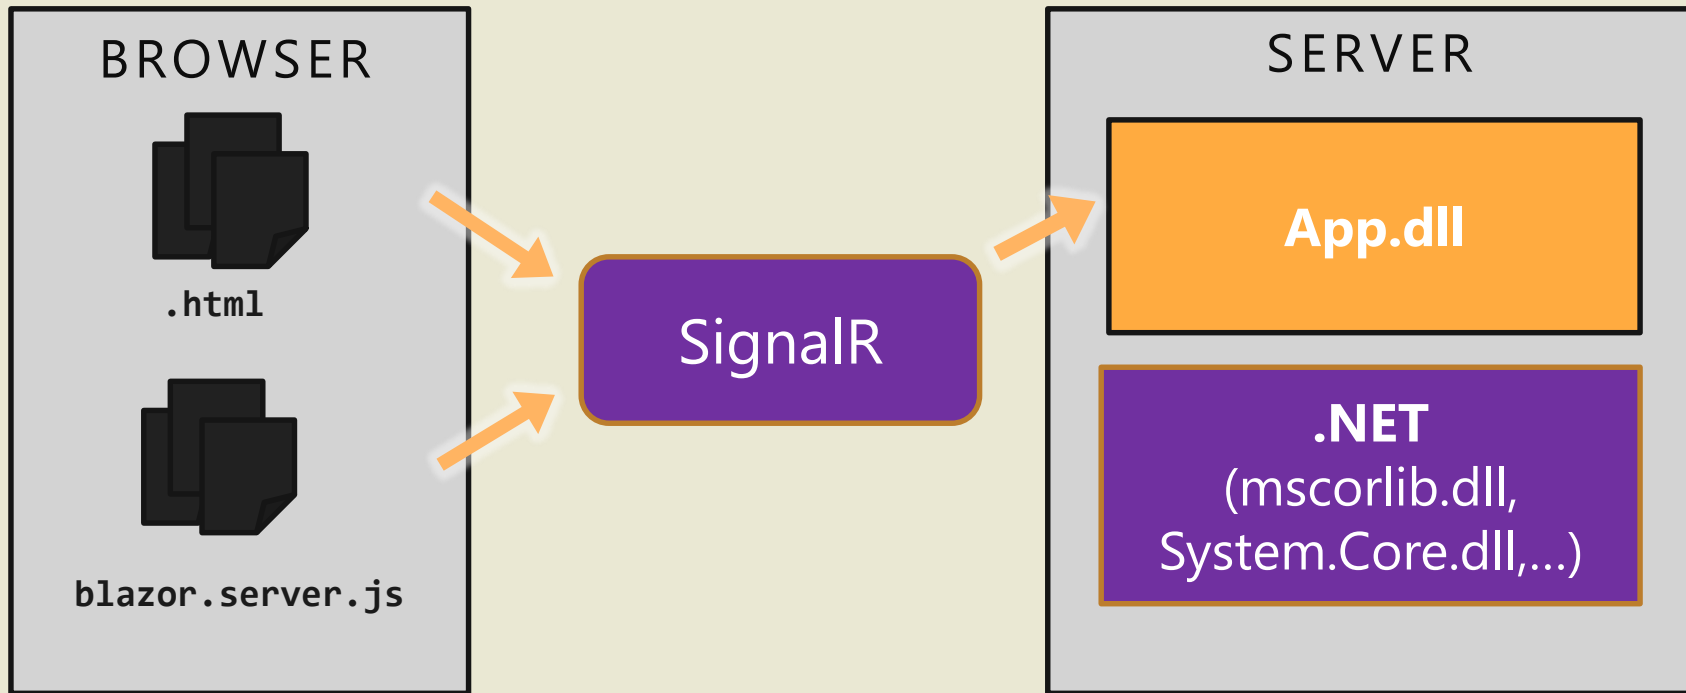 BROWSER
.html
blazor.server.js
SignalR
SERVER
App.dll
.NET
(mscorlib.dll,
System.Core.dll,...)